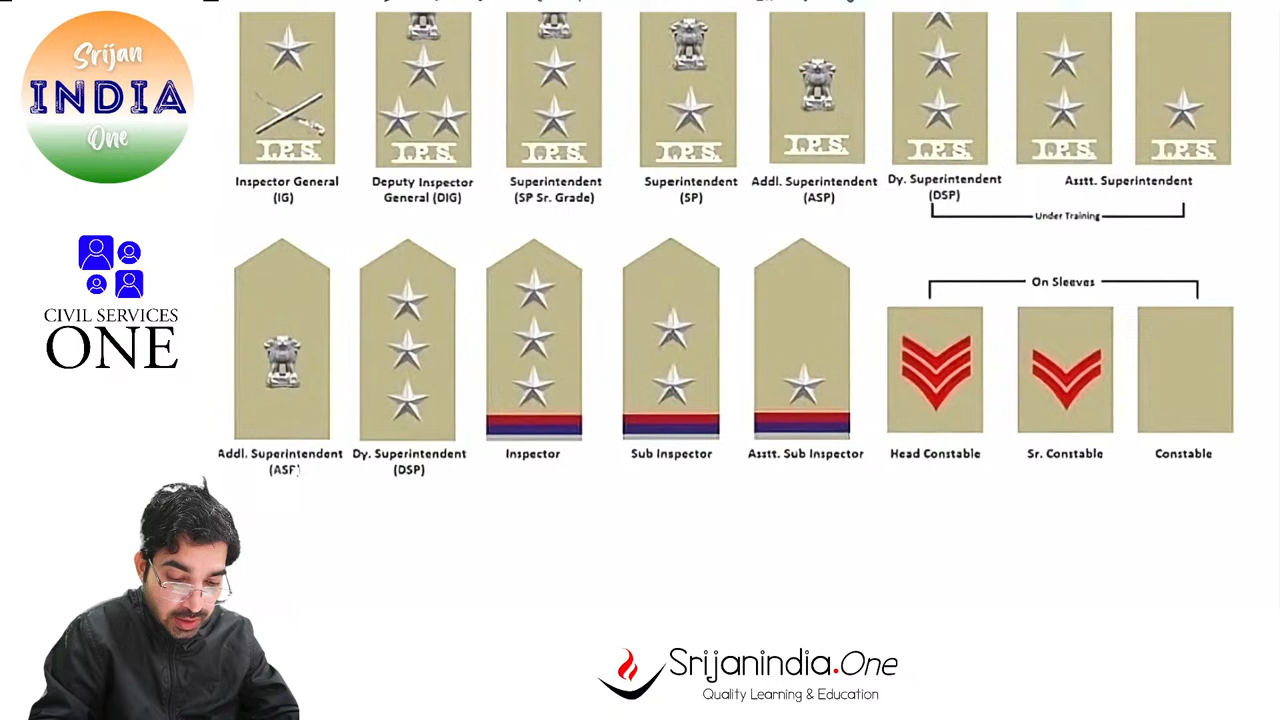 Srijan
INDIA
One
CIVIL SERVICES
ONE
I.P.S.
I.P.S.
I.P.S.
I.P.S.
I.P.S.
I.P.S.
I.P.S.
I.P.S.
Inspector General
(IG)
Deputy Inspector
General (DIG)
Superintendent
(SP Sr. Grade)
Superintendent
(SP)
Addl. Superintendent
(ASP)
Dy. Superintendent
(DSP)
Asstt. Superintendent
Under Training
On Sleeves
Addl. Superintendent
(ASP)
Dy. Superintendent
(DSP)
Inspector
Sub Inspector
Asstt. Sub Inspector
Head Constable
Sr. Constable
Constable
Srijanindia.One
Quality Learning & Education